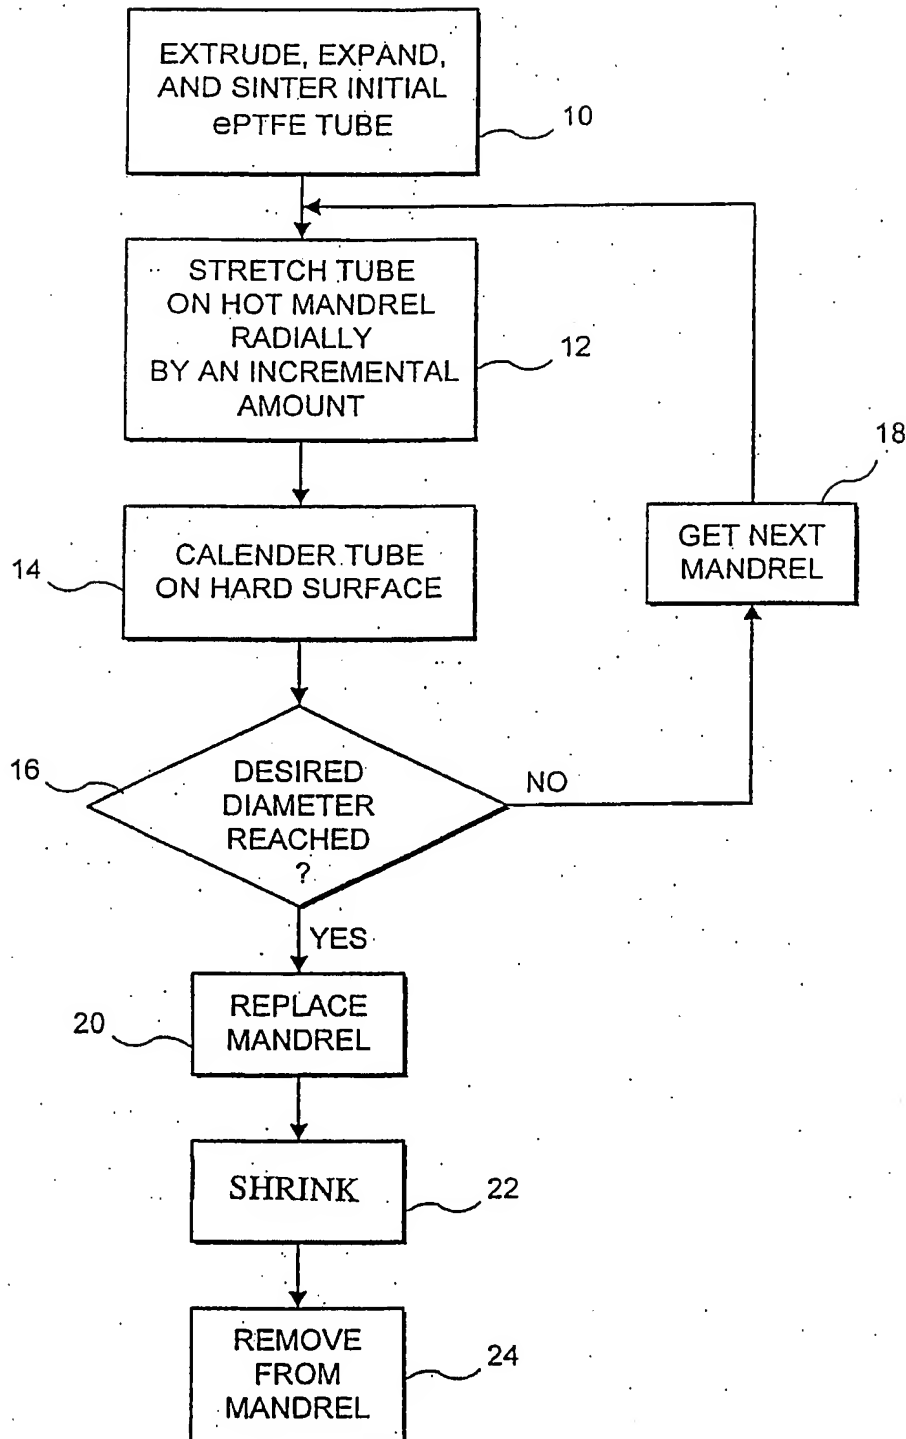 EXTRUDE, EXPAND,
AND SINTER INITIAL
ePTFE TUBE
10
STRETCH TUBE
ON HOT MANDREL
RADIALLY
BY AN INCREMENTAL
AMOUNT
12
18
GET NEXT
MANDREL
14
CALENDER TUBE
ON HARD SURFACE
16
DESIRED
DIAMETER
REACHED
?
NO
YES
20
REPLACE
MANDREL
SHRINK
22
REMOVE
FROM
MANDREL
24